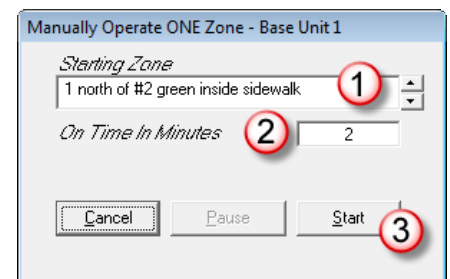 Manually Operate ONE Zone - Base Unit 1
Starting Zone
1 north of #2 green inside sidewalk 1
On Time In Minutes 2 2
Cancel Pause Start 3